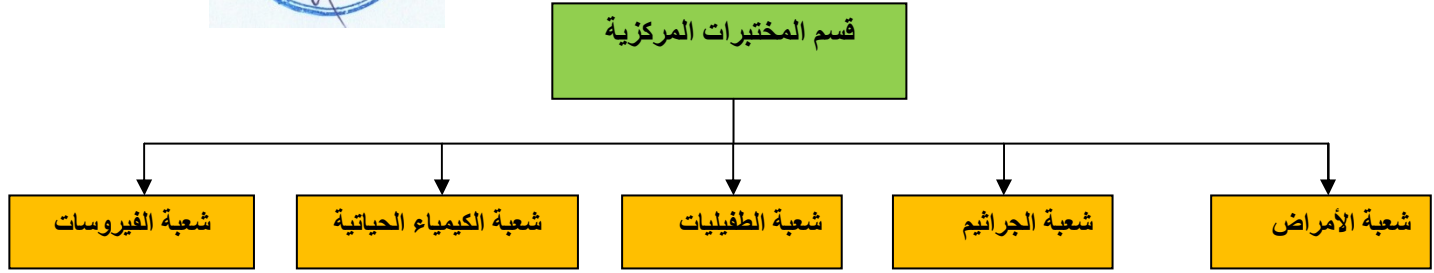 قسم المختبرات المركزية
شعبة الأمراض
شعبة الجراثيم
شعبة الطفيليات
شعبة الكيمياء الحياتية
شعبة الفيروسات